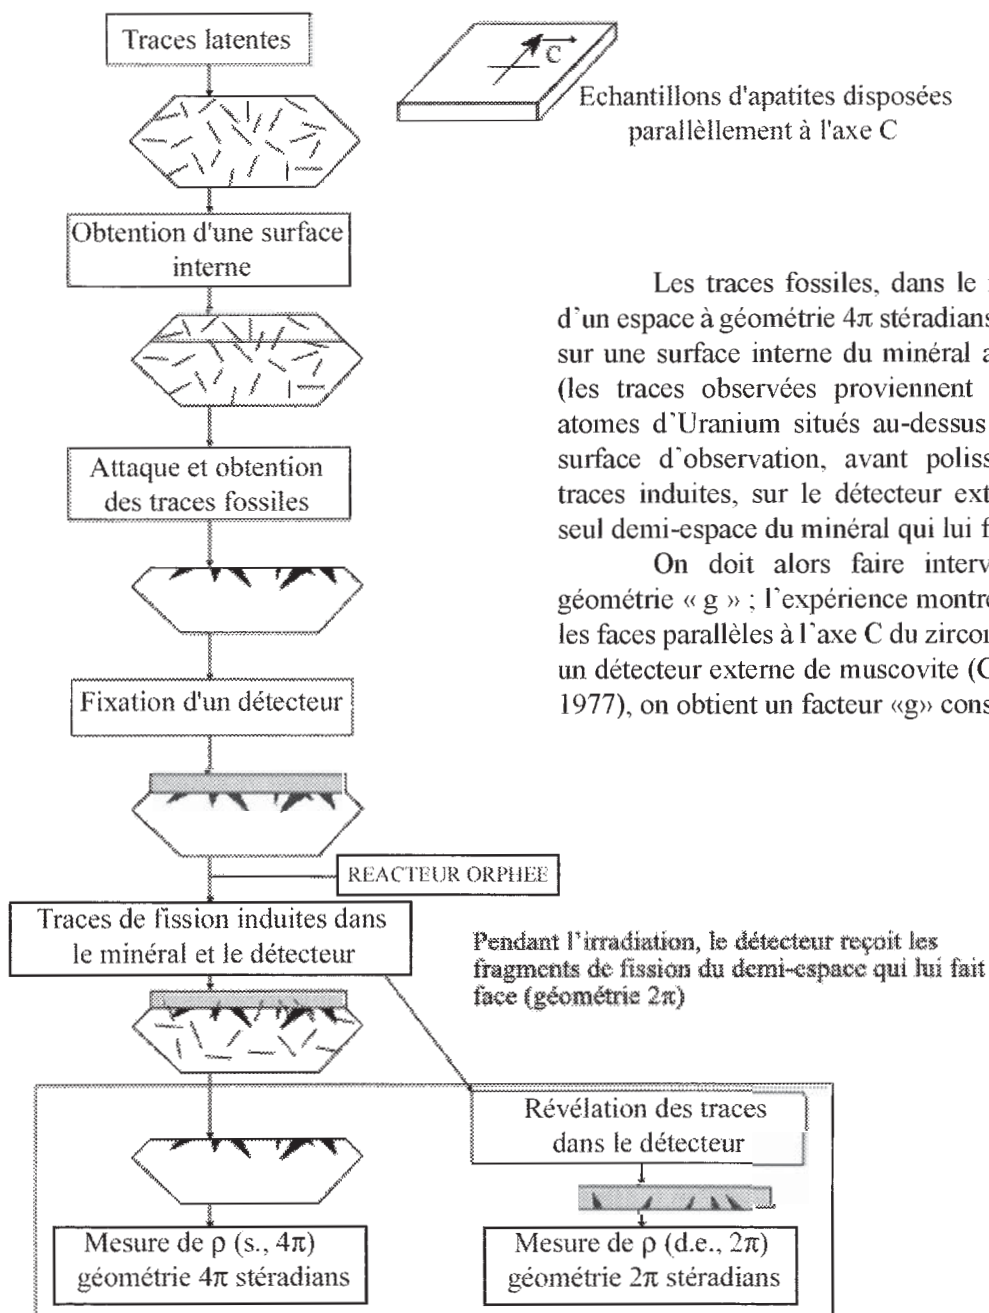 Traces latentes
C
Echantillons d'apatites disposées
parallèllement à l'axe C
Obtention d'une surface
interne
Les traces fossiles, dans le
d'un espace à géométrie 4π stéradians
sur une surface interne du minéral a
(les traces observées proviennent
atomes d'Uranium situés au-dessus
surface d'observation, avant poliss
traces induites, sur le détecteur ext
seul demi-espace du minéral qui lui f
On doit alors faire interv
géométrie « g » ; l'expérience montre
les faces parallèles à l'axe C du zircon
un détecteur externe de muscovite (
1977), on obtient un facteur «g» cons
Attaque et obtention
des traces fossiles
Fixation d'un détecteur
REACTEUR ORPHEE
Traces de fission induites dans
le minéral et le détecteur
Pendant l'irradiation, le détecteur reçoit les
fragments de fission du demi-espace qui lui fait
face (géométrie 2π)
Révélation des traces
dans le détecteur
Mesure de ρ (s., 4π)
géométrie 4π stéradians
Mesure de ρ (d.e., 2π)
géométrie 2π stéradians